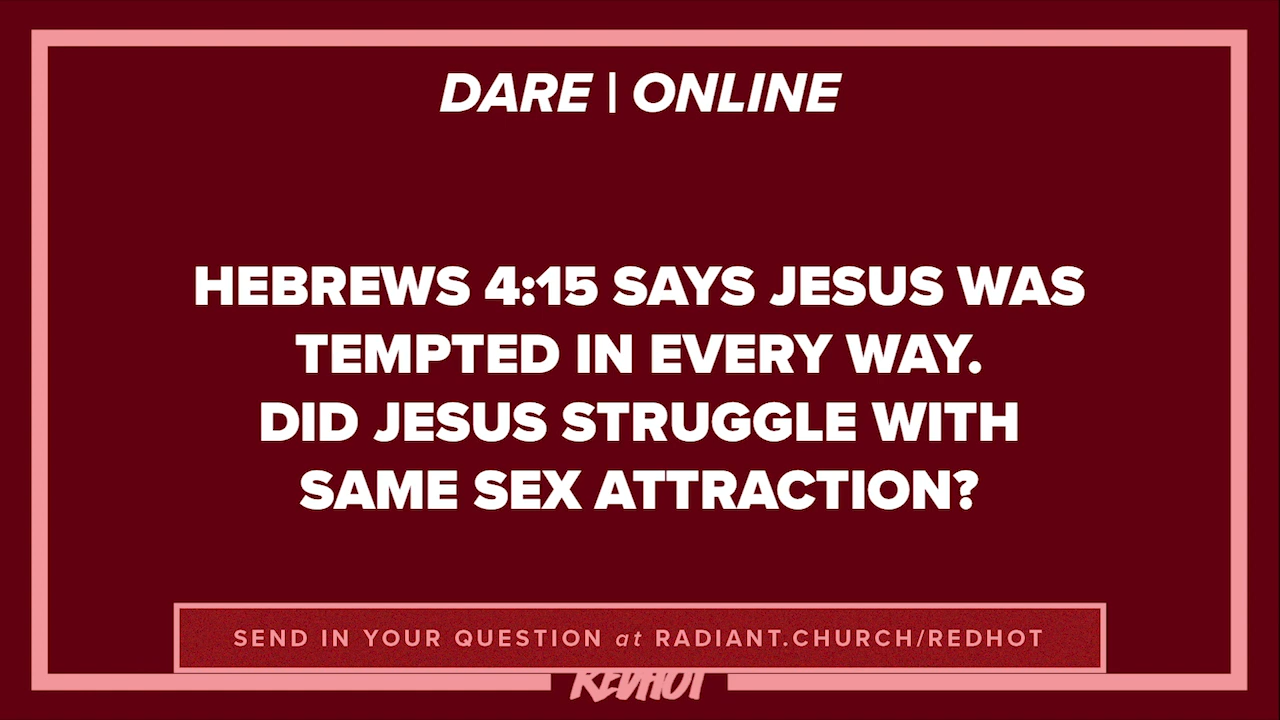 DARE | ONLINE
HEBREWS 4:15 SAYS JESUS WAS
TEMPTED IN EVERY WAY.
DID JESUS STRUGGLE WITH
SAME SEX ATTRACTION?
SEND IN YOUR QUESTION at RADIANT.CHURCH/REDHOT
REDHOT